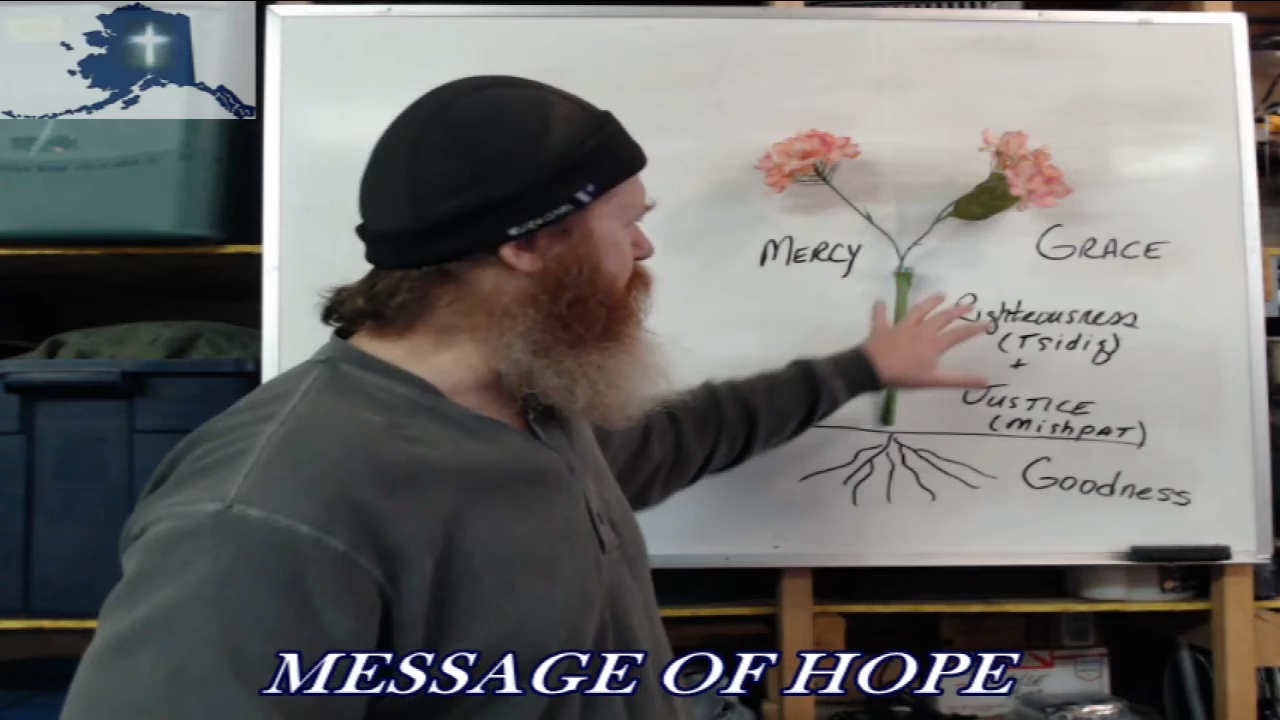 MERCY
GRACE
Righteousness
(Tsidiq)
+
JUSTICE
(MISHPAT)
Goodness
MESSAGE OF HOPE